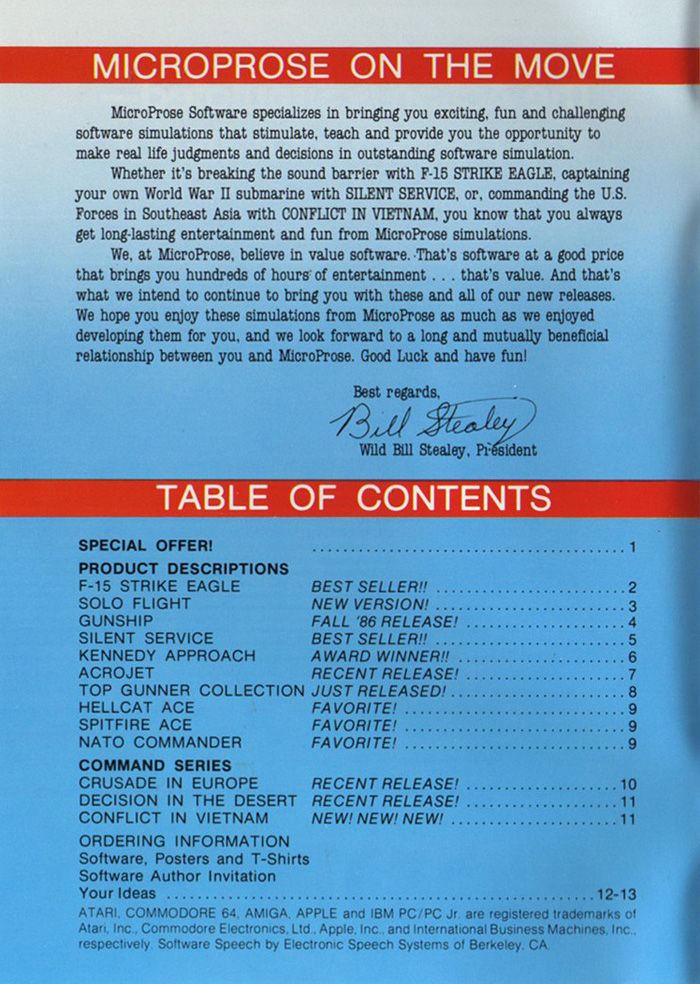 MICROPROSE ON THE MOVE
MicroProse Software specializes in bringing you exciting, fun and challenging
software simulations that stimulate, teach and provide you the opportunity to
make real life judgments and decisions in outstanding software simulation.
Whether it's breaking the sound barrier with F-15 STRIKE EAGLE, captaining
your own World War II submarine with SILENT SERVICE, or, commanding the U.S.
Forces in Southeast Asia with CONFLICT IN VIETNAM, you know that you always
get long-lasting entertainment and fun from MicroProse simulations.
We, at MicroProse, believe in value software. That's software at a good price
that brings you hundreds of hours of entertainment . . . that's value. And that's
what we intend to continue to bring you with these and all of our new releases.
We hope you enjoy these simulations from MicroProse as much as we enjoyed
developing them for you, and we look forward to a long and mutually beneficial
relationship between you and MicroProse. Good Luck and have fun!
Best regards,
Bill Stealey
Wild Bill Stealey, President
TABLE OF CONTENTS
SPECIAL OFFER! ..................................... 1
PRODUCT DESCRIPTIONS
F-15 STRIKE EAGLE BEST SELLER!! ....................... 2
SOLO FLIGHT NEW VERSION! ....................... 3
GUNSHIP FALL '86 RELEASE! .................... 4
SILENT SERVICE BEST SELLER!! ....................... 5
KENNEDY APPROACH AWARD WINNER!! .................... 6
ACROJET RECENT RELEASE! .................... 7
TOP GUNNER COLLECTION JUST RELEASED! ..................... 8
HELLCAT ACE FAVORITE! ........................... 9
SPITFIRE ACE FAVORITE! ........................... 9
NATO COMMANDER FAVORITE! ........................... 9
COMMAND SERIES
CRUSADE IN EUROPE RECENT RELEASE! .................. 10
DECISION IN THE DESERT RECENT RELEASE! .................. 11
CONFLICT IN VIETNAM NEW! NEW! NEW! .................... 11
ORDERING INFORMATION
Software, Posters and T-Shirts
Software Author Invitation
Your Ideas .................................................. 12-13
ATARI, COMMODORE 64, AMIGA, APPLE and IBM PC/PC Jr. are registered trademarks of
Atari, Inc., Commodore Electronics, Ltd., Apple, Inc., and International Business Machines, Inc.,
respectively. Software Speech by Electronic Speech Systems of Berkeley, CA.